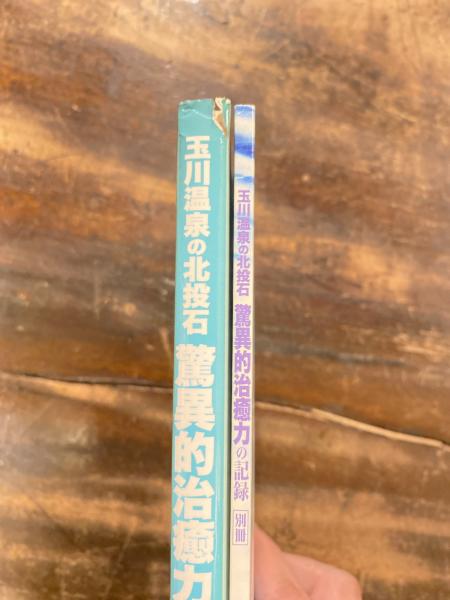 玉川温泉の北投石
驚異的治癒力
玉川温泉の北投石
驚異的治癒力の記録
別冊